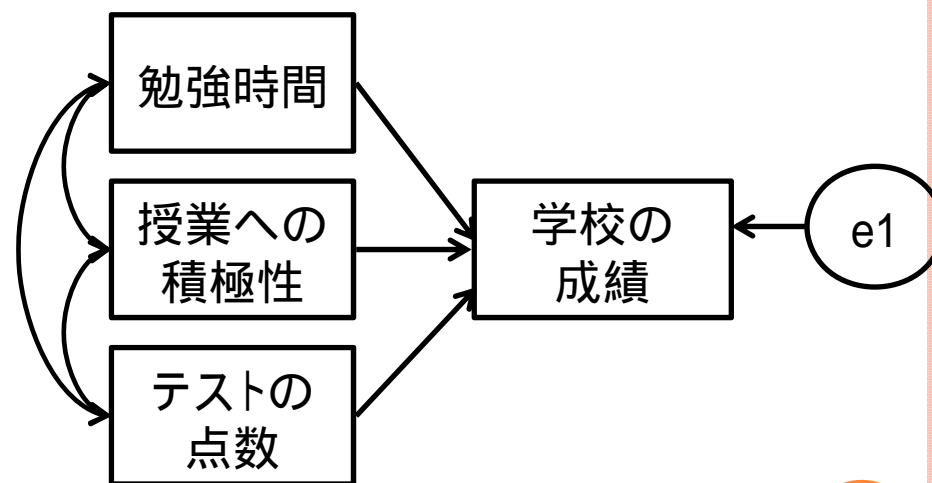 勉強時間
授業への
積極性
テストの
点数
学校の
成績
e1